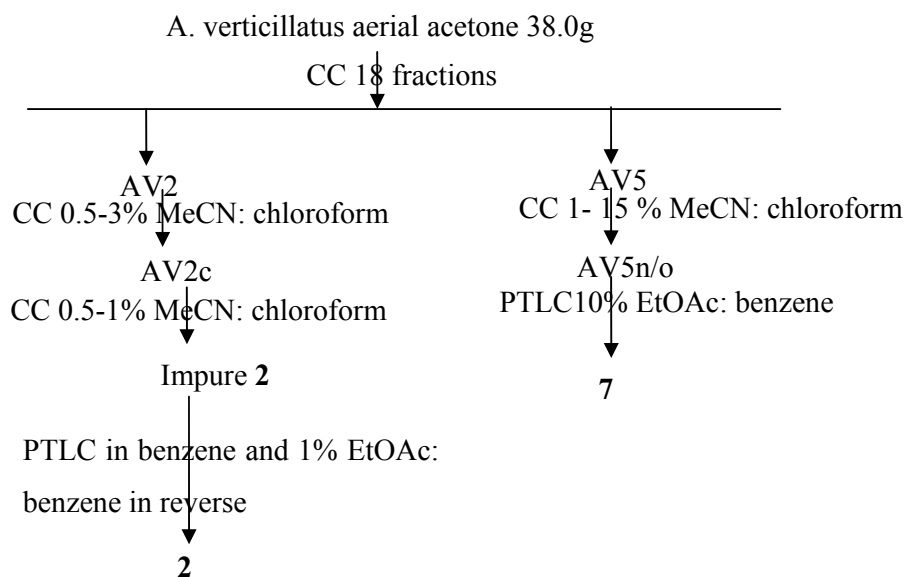 A. verticillatus aerial acetone 38.0g
CC 18 fractions
AV2
CC 0.5-3% MeCN: chloroform
AV2c
CC 0.5-1% MeCN: chloroform
Impure 2
PTLC in benzene and 1% EtOAc:
benzene in reverse
2
AV5
CC 1- 15 % MeCN: chloroform
AV5n/o
PTLC10% EtOAc: benzene
7